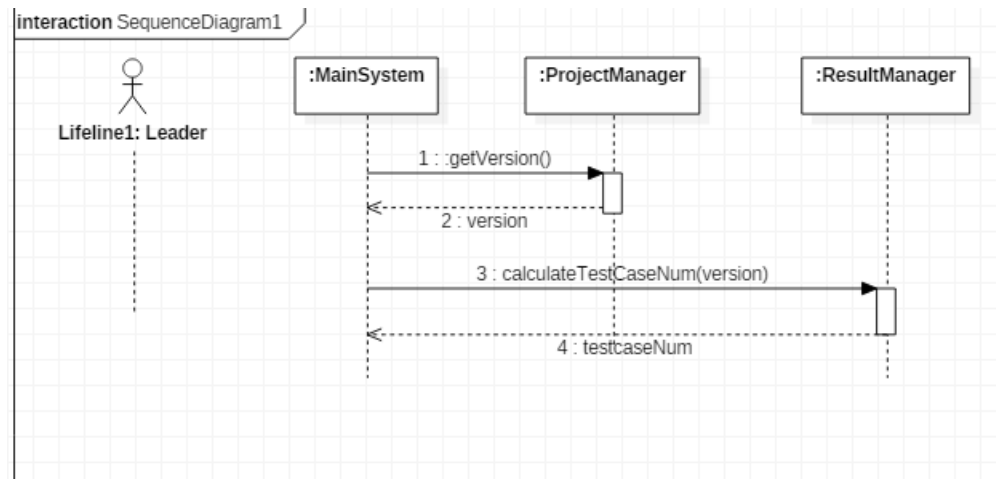 interaction SequenceDiagram1
:MainSystem
:ProjectManager
:ResultManager
Lifeline1: Leader
1 : :getVersion()
2 : version
3 : calculateTestCaseNum(version)
4 : testcaseNum